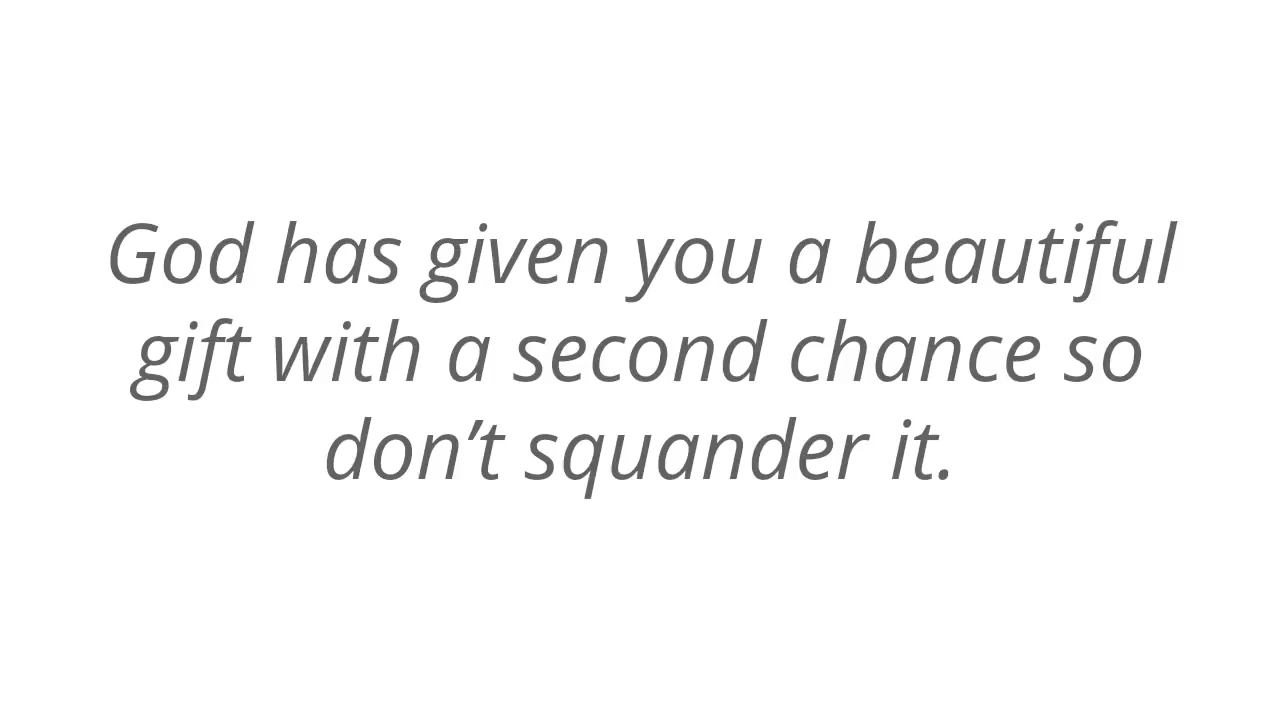 God has given you a beautiful
gift with a second chance so
don’t squander it.